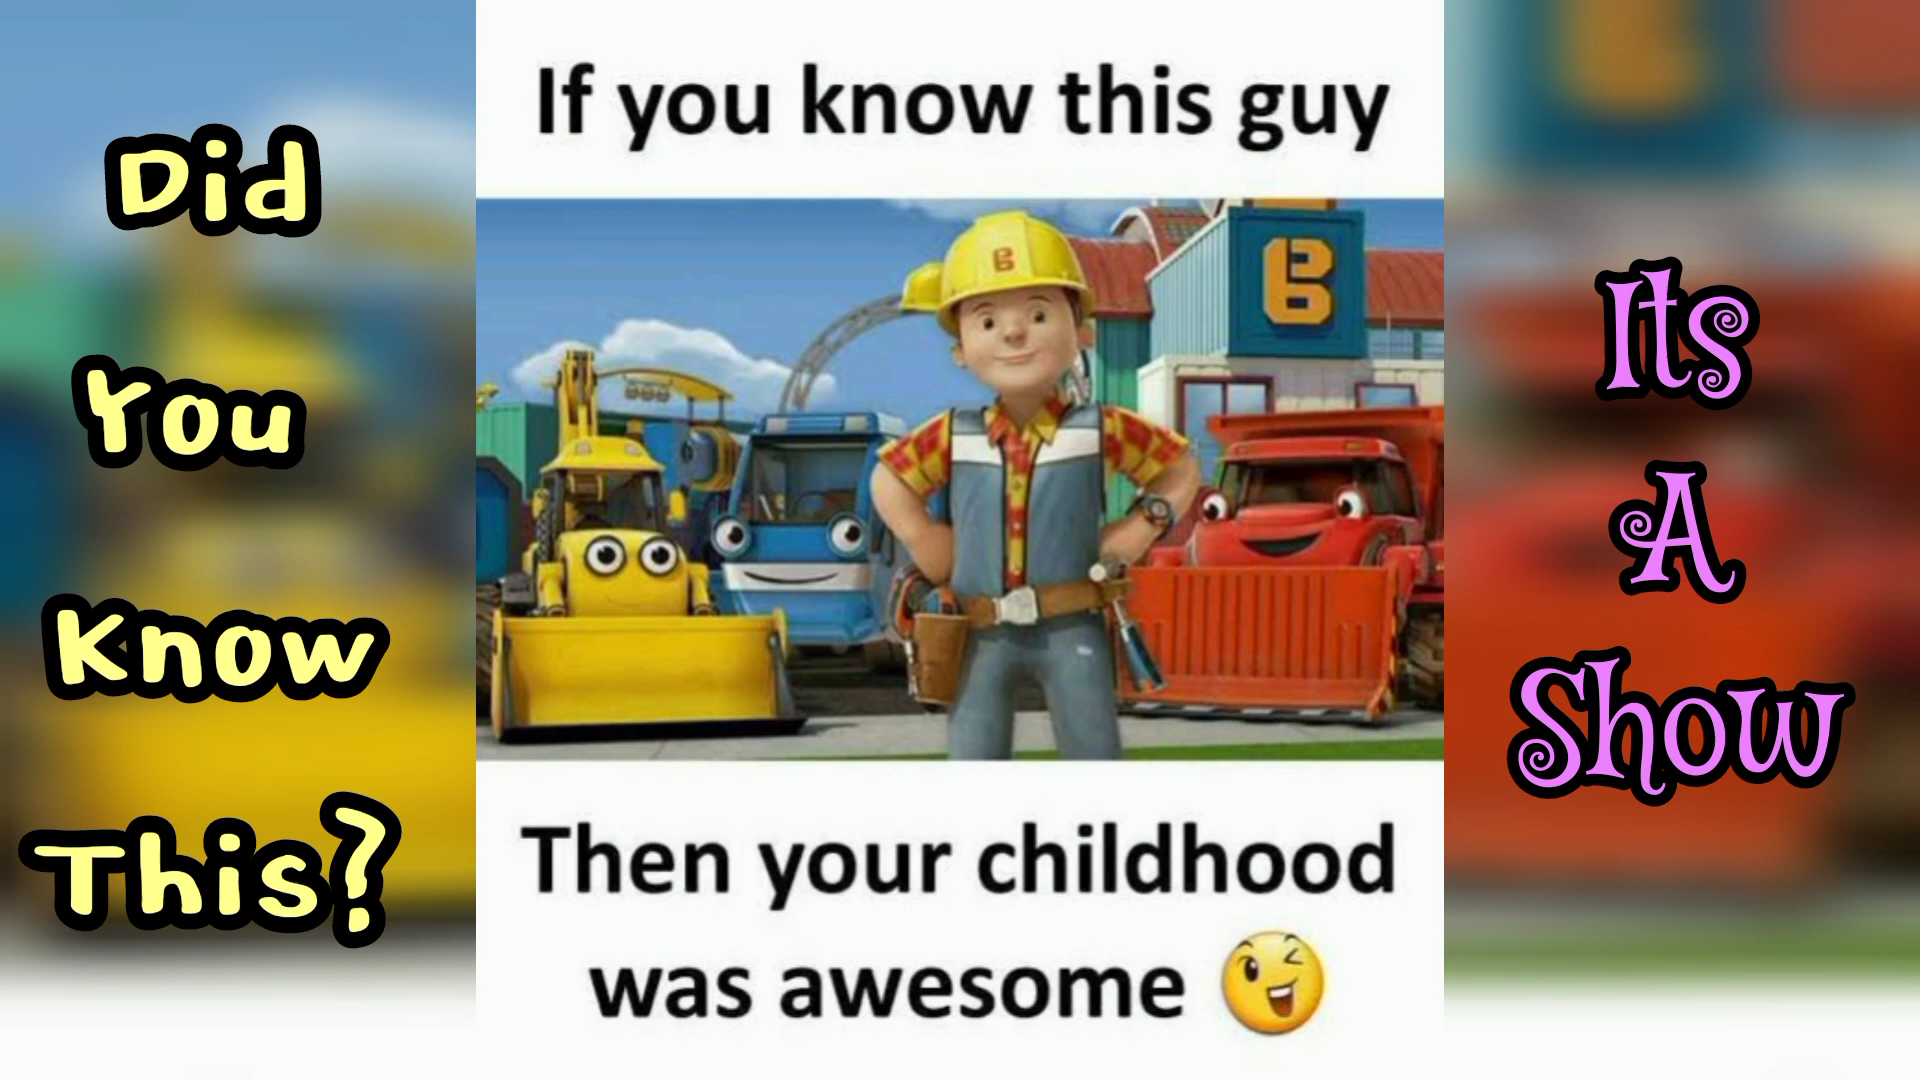 Did
You
Know
This?
If you know this guy
B
B
Then your childhood
was awesome 😉
Its
A
Show